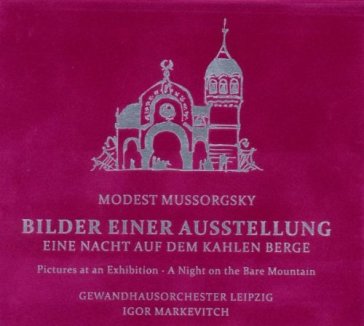 MODEST MUSSORGSKY
BILDER EINER AUSSTELLUNG
EINE NACHT AUF DEM KAHLEN BERGE
Pictures at an Exhibition · A Night on the Bare Mountain
GEWANDHAUSORCHESTER LEIPZIG
IGOR MARKEVITCH